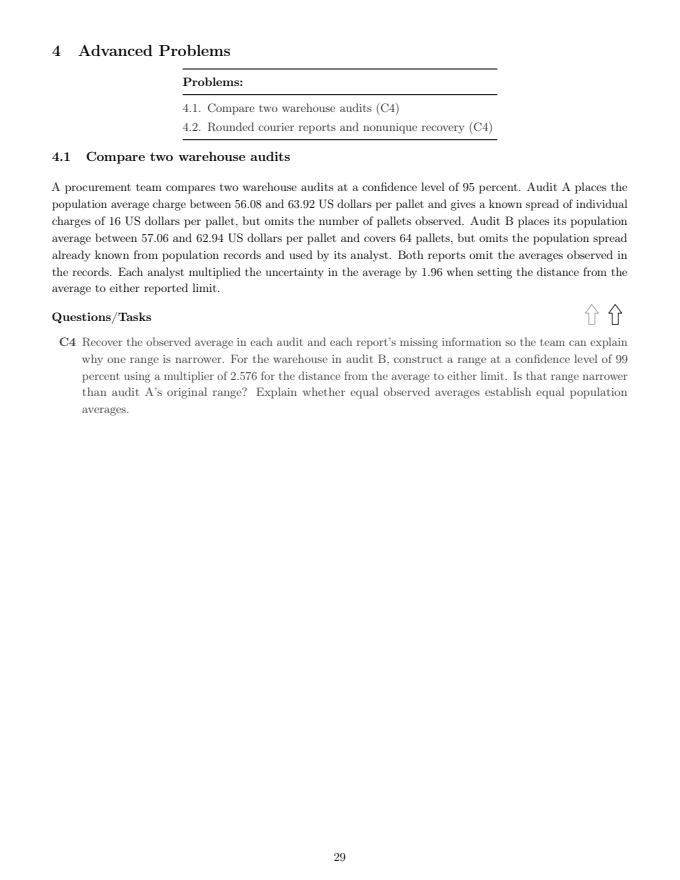 4 Advanced Problems
Problems:
4.1. Compare two warehouse audits (C4)
4.2. Rounded courier reports and nonunique recovery (C4)
4.1 Compare two warehouse audits
A procurement team compares two warehouse audits at a confidence level of 95 percent. Audit A places the
population average charge between 56.08 and 63.92 US dollars per pallet and gives a known spread of individual
charges of 16 US dollars per pallet, but omits the number of pallets observed. Audit B places its population
average between 57.06 and 62.94 US dollars per pallet and covers 64 pallets, but omits the population spread
already known from population records and used by its analyst. Both reports omit the averages observed in
the records. Each analyst multiplied the uncertainty in the average by 1.96 when setting the distance from the
average to either reported limit.
Questions/Tasks
C4 Recover the observed average in each audit and each report's missing information so the team can explain
why one range is narrower. For the warehouse in audit B, construct a range at a confidence level of 99
percent using a multiplier of 2.576 for the distance from the average to either limit. Is that range narrower
than audit A's original range? Explain whether equal observed averages establish equal population
averages.
29